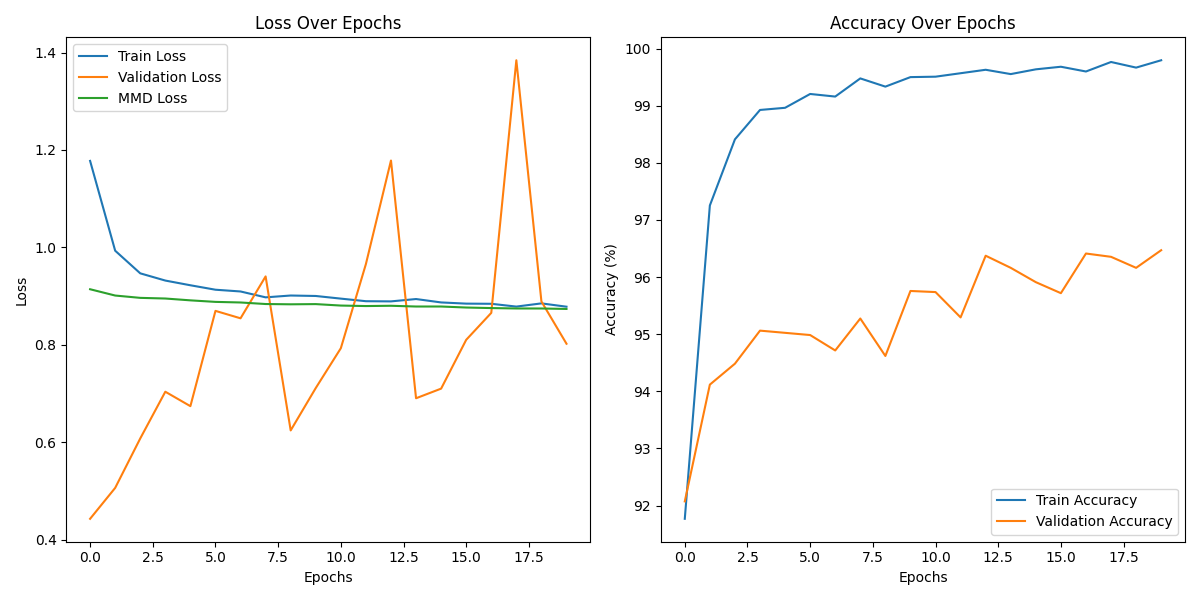 Loss Over Epochs
Train Loss
Validation Loss
MMD Loss
1.4
1.2
1.0
0.8
0.6
0.4
Loss
0.0
2.5
5.0
7.5
10.0
12.5
15.0
17.5
Epochs
Accuracy Over Epochs
100
99
98
97
96
95
94
93
92
Accuracy (%)
Train Accuracy
Validation Accuracy
0.0
2.5
5.0
7.5
10.0
12.5
15.0
17.5
Epochs